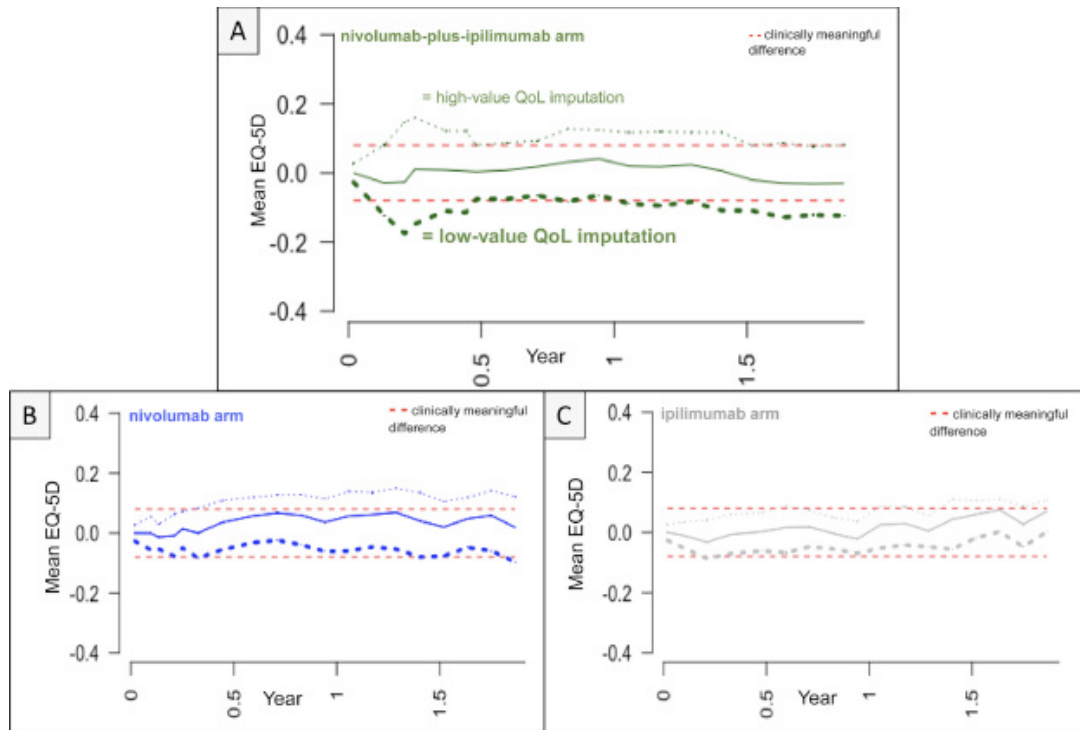 A
nivolumab-plus-ipilimumab arm
-- clinically meaningful
difference
= high-value QoL imputation
= low-value QoL imputation
Mean EQ-5D
0.4
0.2
0.0
-0.2
-0.4
0
0.5
1
1.5
Year
B
nivolumab arm
--- clinically meaningful
difference
Mean EQ-5D
0.4
0.2
0.0
-0.2
-0.4
0
0.5
1
1.5
Year
C
ipilimumab arm
-- clinically meaningful
difference
Mean EQ-5D
0.4
0.2
0.0
-0.2
-0.4
0
0.5
1
1.5
Year